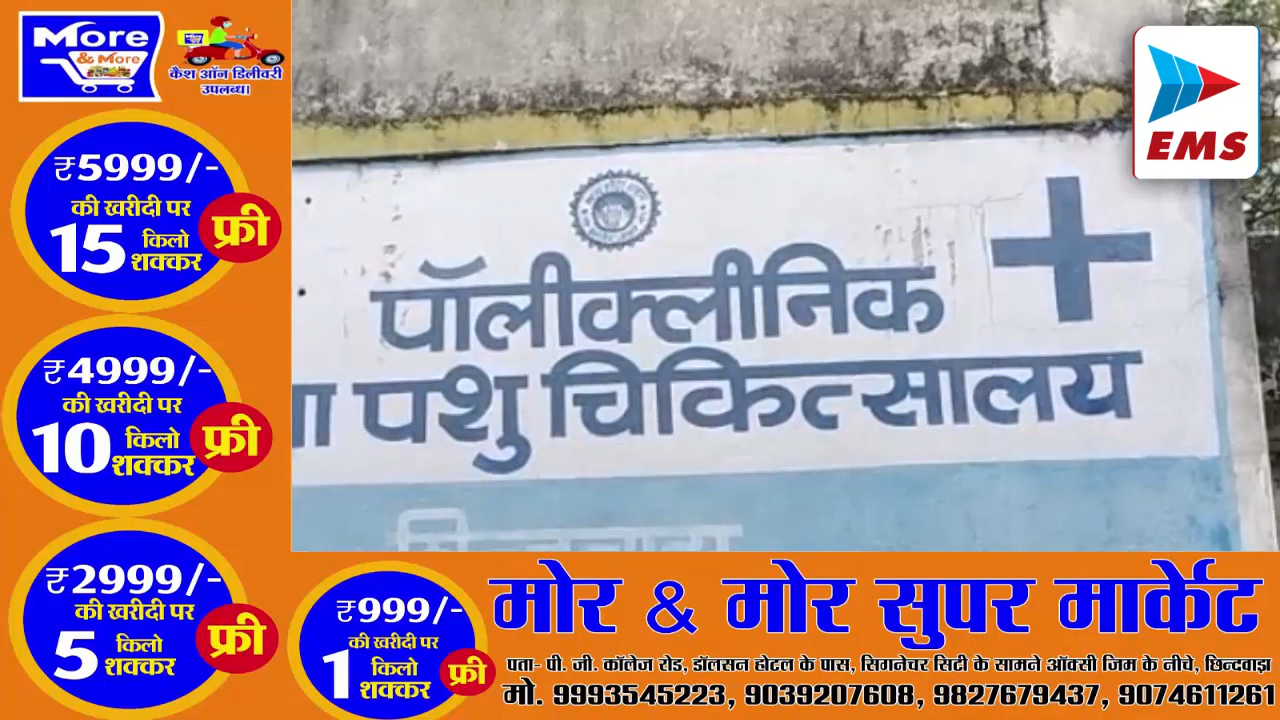 More
& More
कैश ऑन डिलीवरी
उपलब्ध।
₹5999/-
की खरीदी पर
15 किलो
शक्कर
फ्री
₹4999/-
की खरीदी पर
10 किलो
शक्कर
फ्री
₹2999/-
की खरीदी पर
5 किलो
शक्कर
फ्री
₹999/-
की खरीदी पर
1 किलो
शक्कर
फ्री
EMS
पॉलीक्लीनिक
पशु चिकित्सालय
मोर & मोर सुपर मार्केट
पता- पी. जी. कॉलेज रोड, डॉलसन होटल के पास, सिगनेचर सिटी के सामने ऑक्सी जिम के नीचे, छिन्दवाड़ा
मो. 9993545223, 9039207608, 9827679437, 9074611261